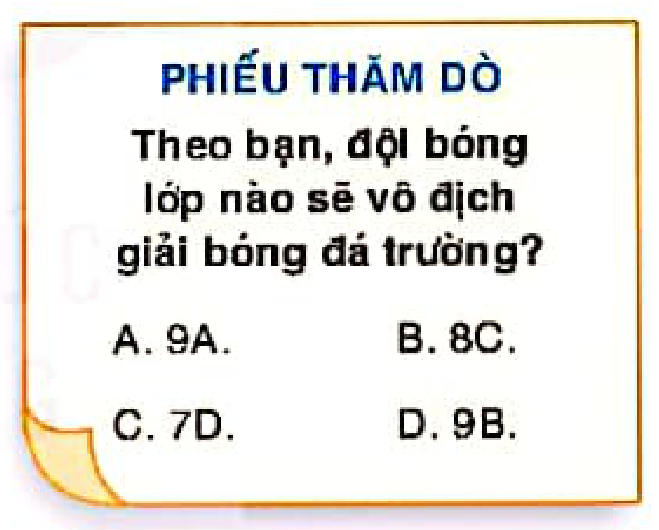 PHIẾU THĂM DÒ
Theo bạn, đội bóng
lớp nào sẽ vô địch
giải bóng đá trường?
A. 9A. B. 8C.
C. 7D. D. 9B.